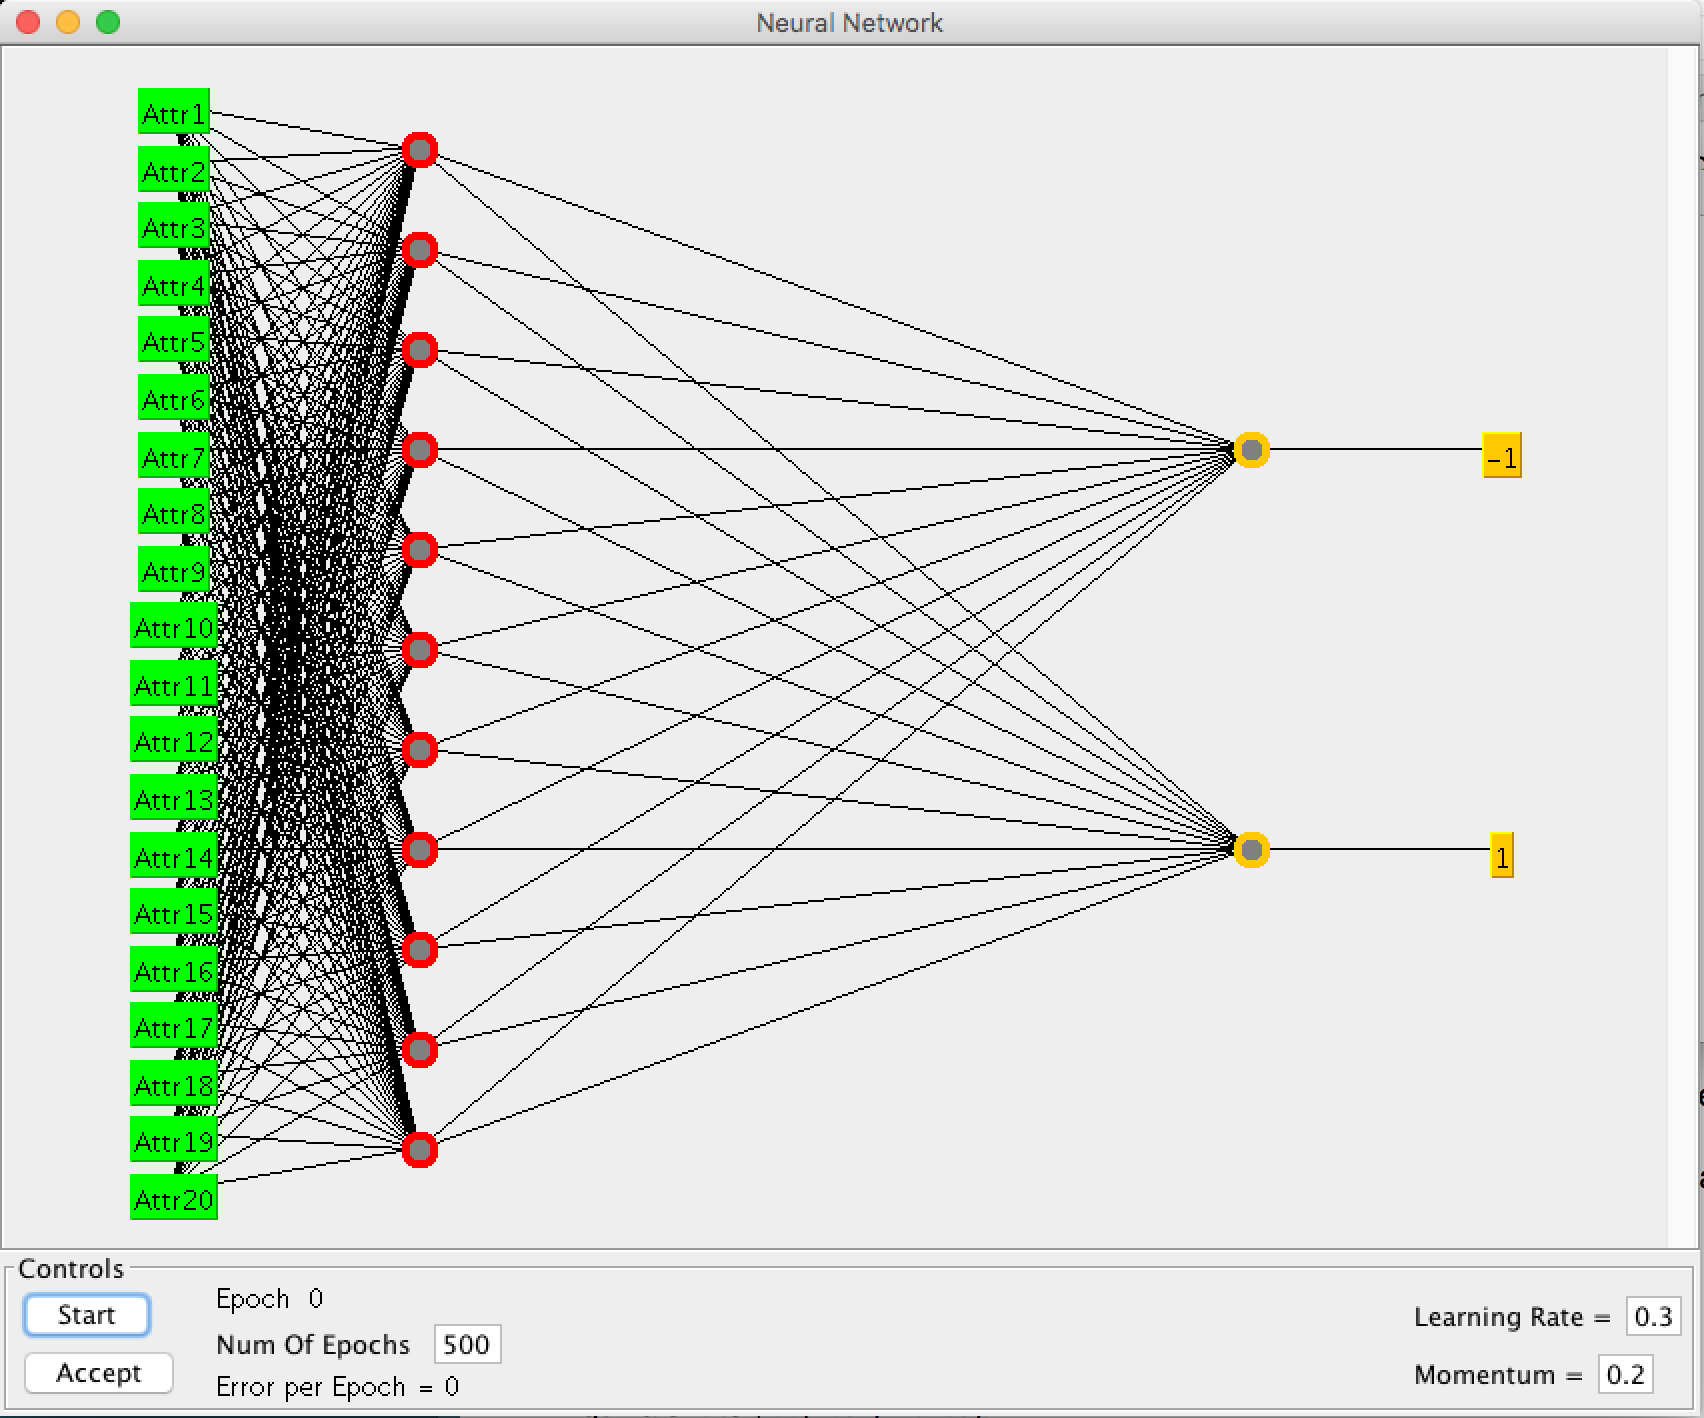 Neural Network
Attr1
Attr2
Attr3
Attr4
Attr5
Attr6
Attr7
-1
Attr8
Attr9
Attr10
Attr11
Attr12
Attr13
Attr14
1
Attr15
Attr16
Attr17
Attr18
Attr19
Attr20
Controls
Start
Epoch 0
Learning Rate = 0.3
Num Of Epochs 500
Accept
Momentum = 0.2
Error per Epoch = 0